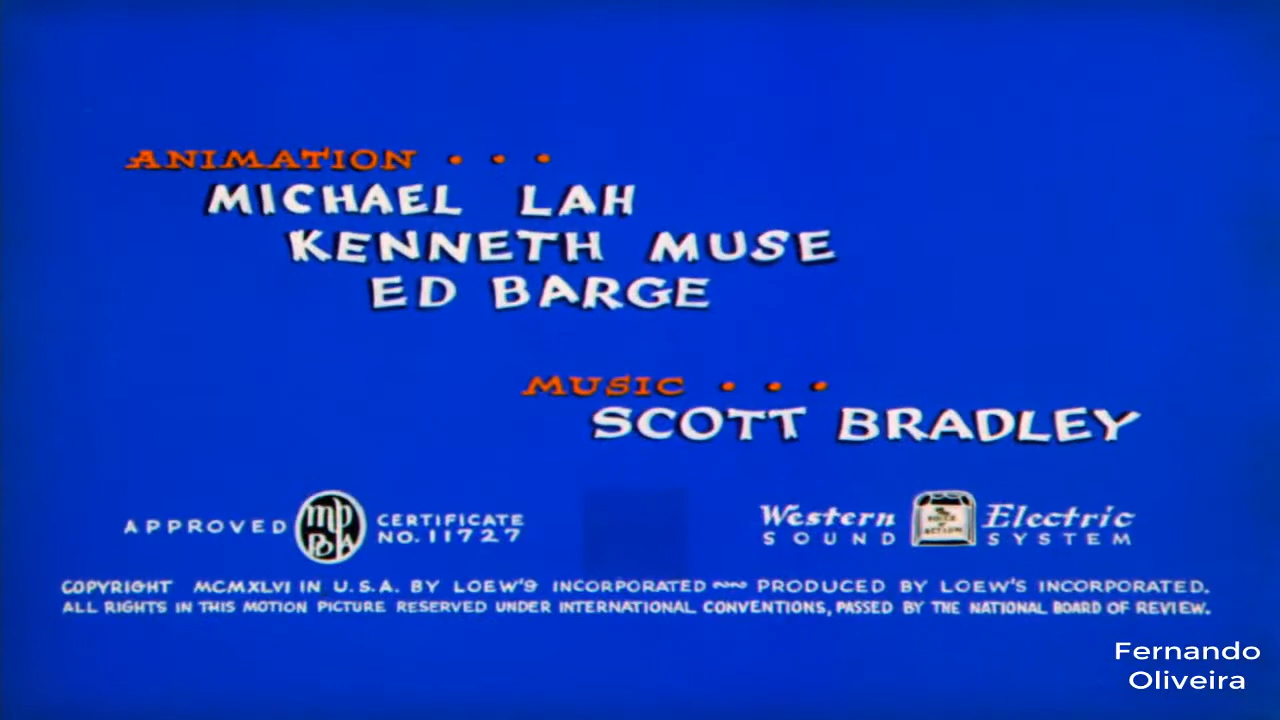 ANIMATION . . .
MICHAEL LAH
KENNETH MUSE
ED BARGE
MUSIC . . .
SCOTT BRADLEY
APPROVED MPPDA CERTIFICATE NO. 11727
Western Electric
SOUND SYSTEM
COPYRIGHT MCMXLVI IN U.S.A. BY LOEW'S INCORPORATED ~~ PRODUCED BY LOEW'S INCORPORATED.
ALL RIGHTS IN THIS MOTION PICTURE RESERVED UNDER INTERNATIONAL CONVENTIONS, PASSED BY THE NATIONAL BOARD OF REVIEW.
Fernando
Oliveira